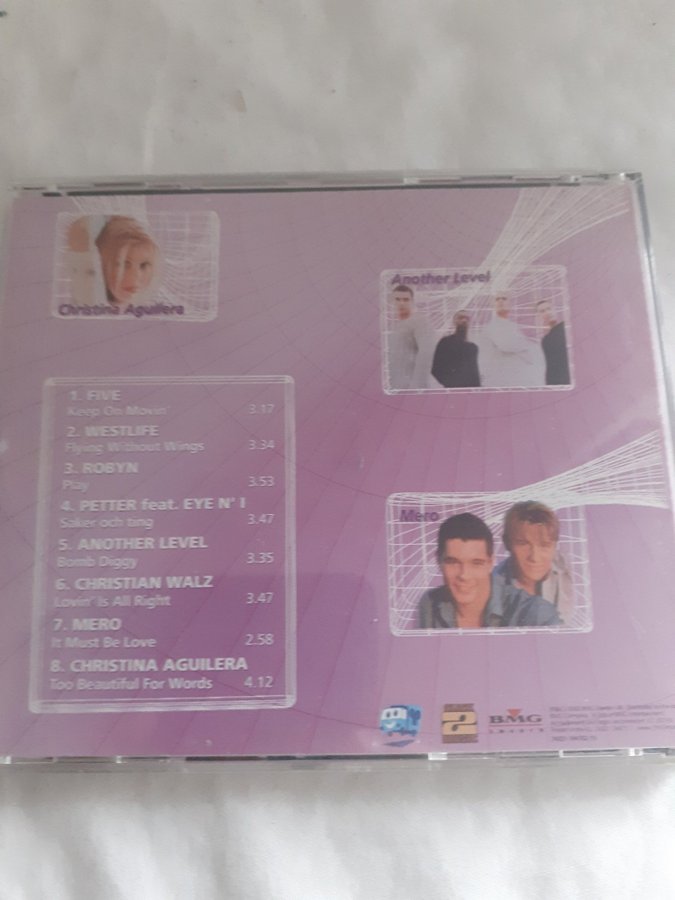 Christina Aguilera
Another Level
1. FIVE
Keep On Movin' 3.17
2. WESTLIFE
Flying Without Wings 3.34
3. ROBYN
Play 3.53
4. PETTER feat. EYE N' I
Saker och ting 3.47
5. ANOTHER LEVEL
Bomb Diggy 3.35
6. CHRISTIAN WALZ
Lovin' Is All Right 3.47
7. MERO
It Must Be Love 2.58
8. CHRISTINA AGUILERA
Too Beautiful For Words 4.12
Mero
2
BMG